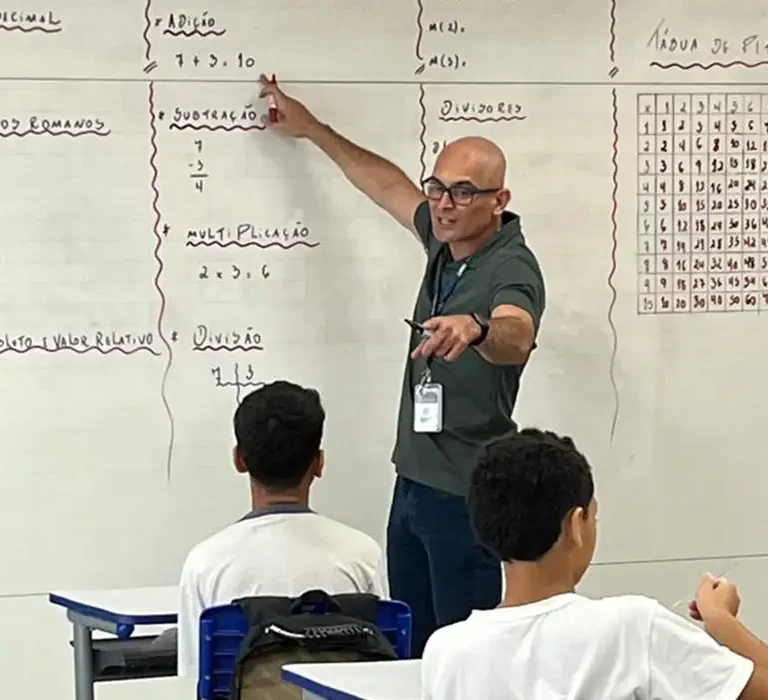 * ADIÇÃO
7 + 3 = 10
* SUBTRAÇÃO
7
-3
4
* MULTIPLICAÇÃO
2 x 3 = 6
* DIVISÃO
7 3
ROMANOS
E VALOR RELATIVO
M(2)=
M(3)=
DIVISORES
TÁBUA DE
x 1 2 3 4 5 6
1 1 2 3 4 5 6
2 2 4 6 8 10 12
3 3 6 9 12 15 18
4 4 8 12 16 20 24
5 5 10 15 20 25 30
6 6 12 18 24 30 36
7 7 14 21 28 35 42
8 8 16 24 32 40 48
9 9 18 27 36 45 54
10 10 20 30 40 50 60